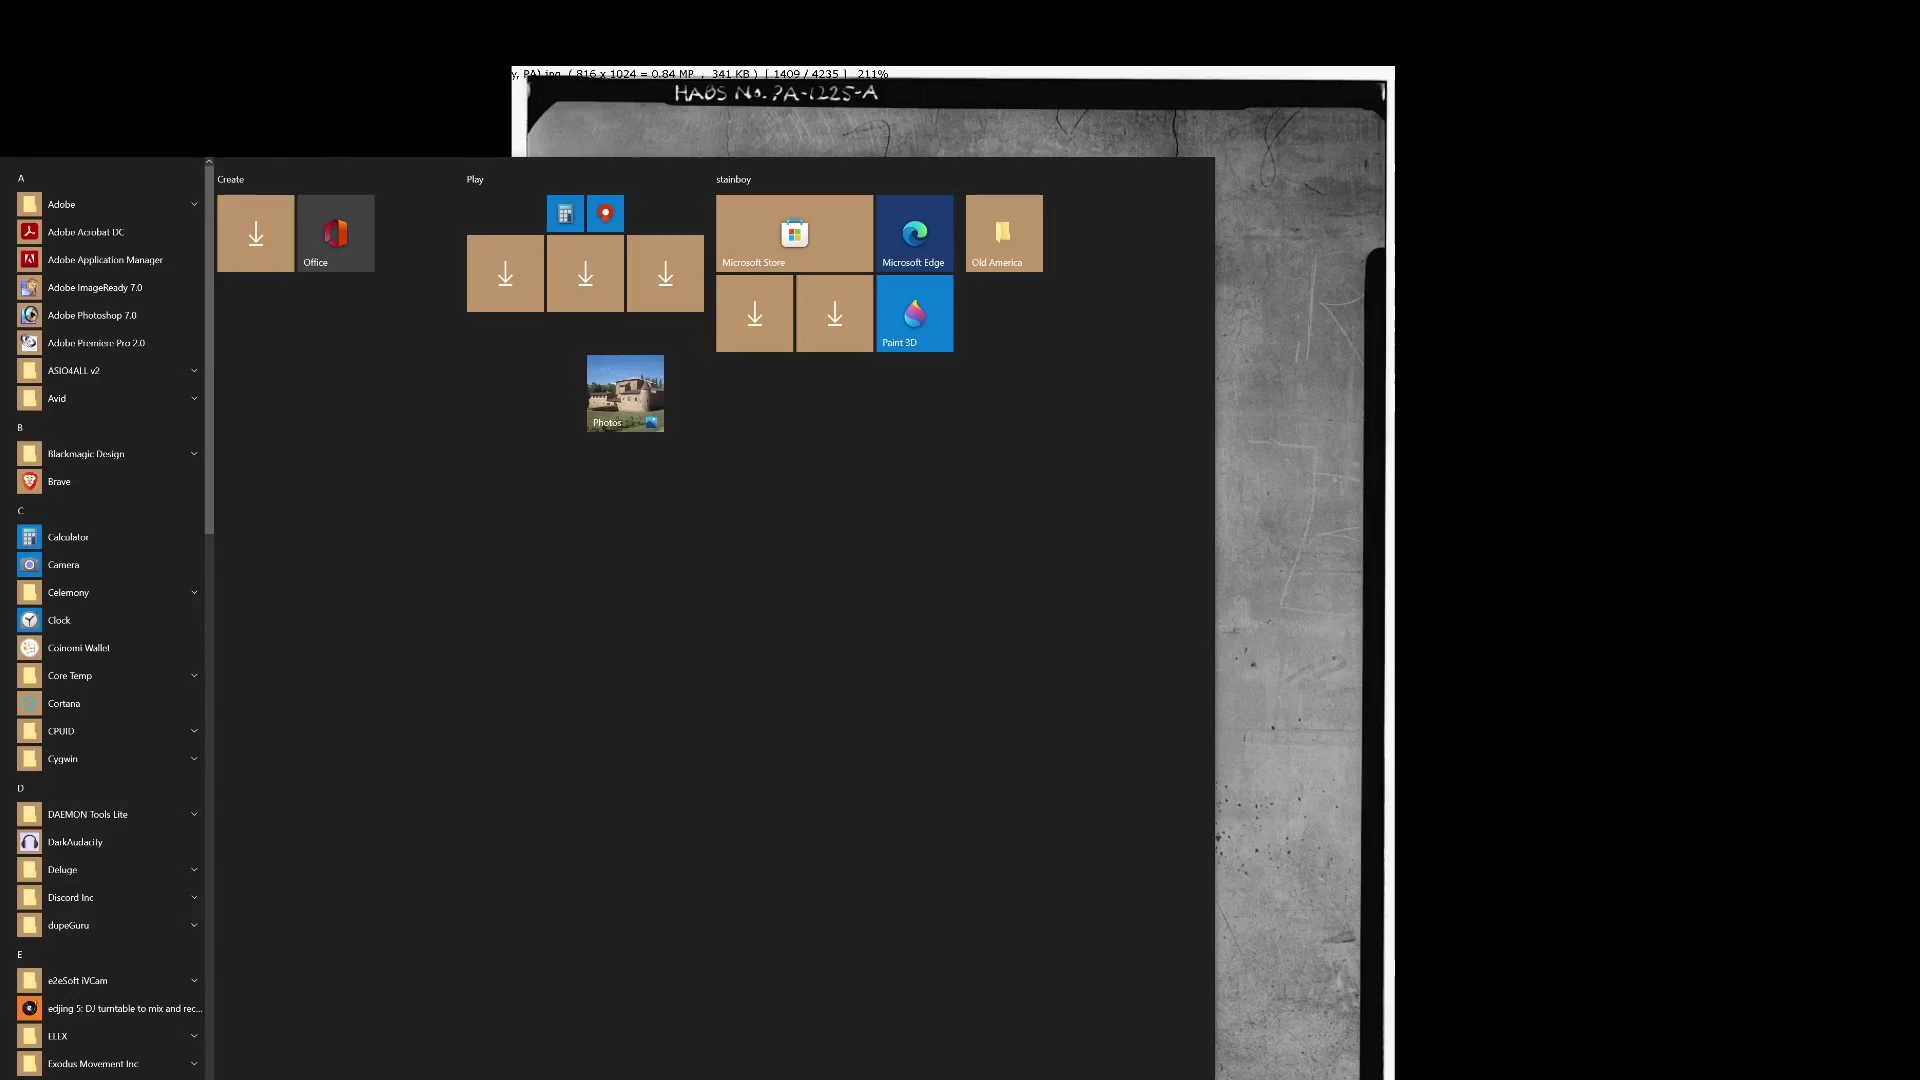 y, PA).jpg  ( 816 x 1024 = 0.84 MP  ,  341 KB )  [ 1409 / 4235 ]   211%
HABS No. PA-1225-A
A
Adobe
Adobe Acrobat DC
Adobe Application Manager
Adobe ImageReady 7.0
Adobe Photoshop 7.0
Adobe Premiere Pro 2.0
ASIO4ALL v2
Avid
B
Blackmagic Design
Brave
C
Calculator
Camera
Celemony
Clock
Coinomi Wallet
Core Temp
Cortana
CPUID
Cygwin
D
DAEMON Tools Lite
DarkAudacity
Deluge
Discord Inc
dupeGuru
E
e2eSoft iVCam
edjing 5: DJ turntable to mix and rec...
ELEX
Exodus Movement Inc
Create
Office
Play
Photos
stainboy
Microsoft Store
Microsoft Edge
Old America
Paint 3D